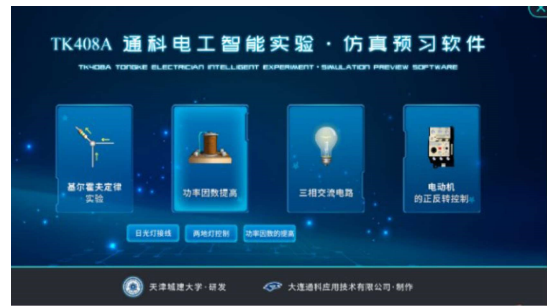 TK408A 通科电工智能实验·仿真预习软件
TK408A TONGKE ELECTRICIAN INTELLIGENT EXPERIMENT·SIMULATION PREVIEW SOFTWARE
基尔霍夫定律
实验
功率因数提高
三相交流电路
电动机
的正反转控制
日光灯接线
两地灯控制
功率因数的提高
天津城建大学·研发
大连通科应用技术有限公司·制作